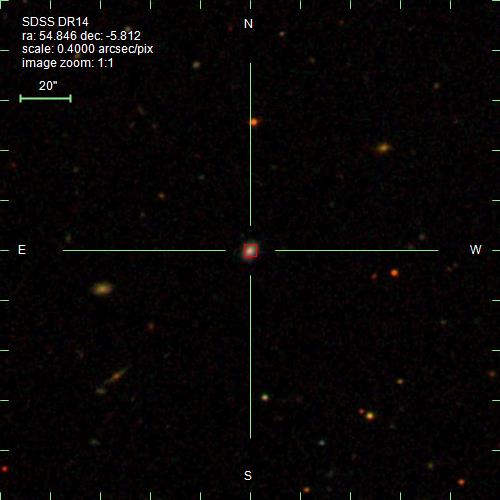 SDSS DR14
ra: 54.846 dec: -5.812
scale: 0.4000 arcsec/pix
image zoom: 1:1
20"
N
E
W
S